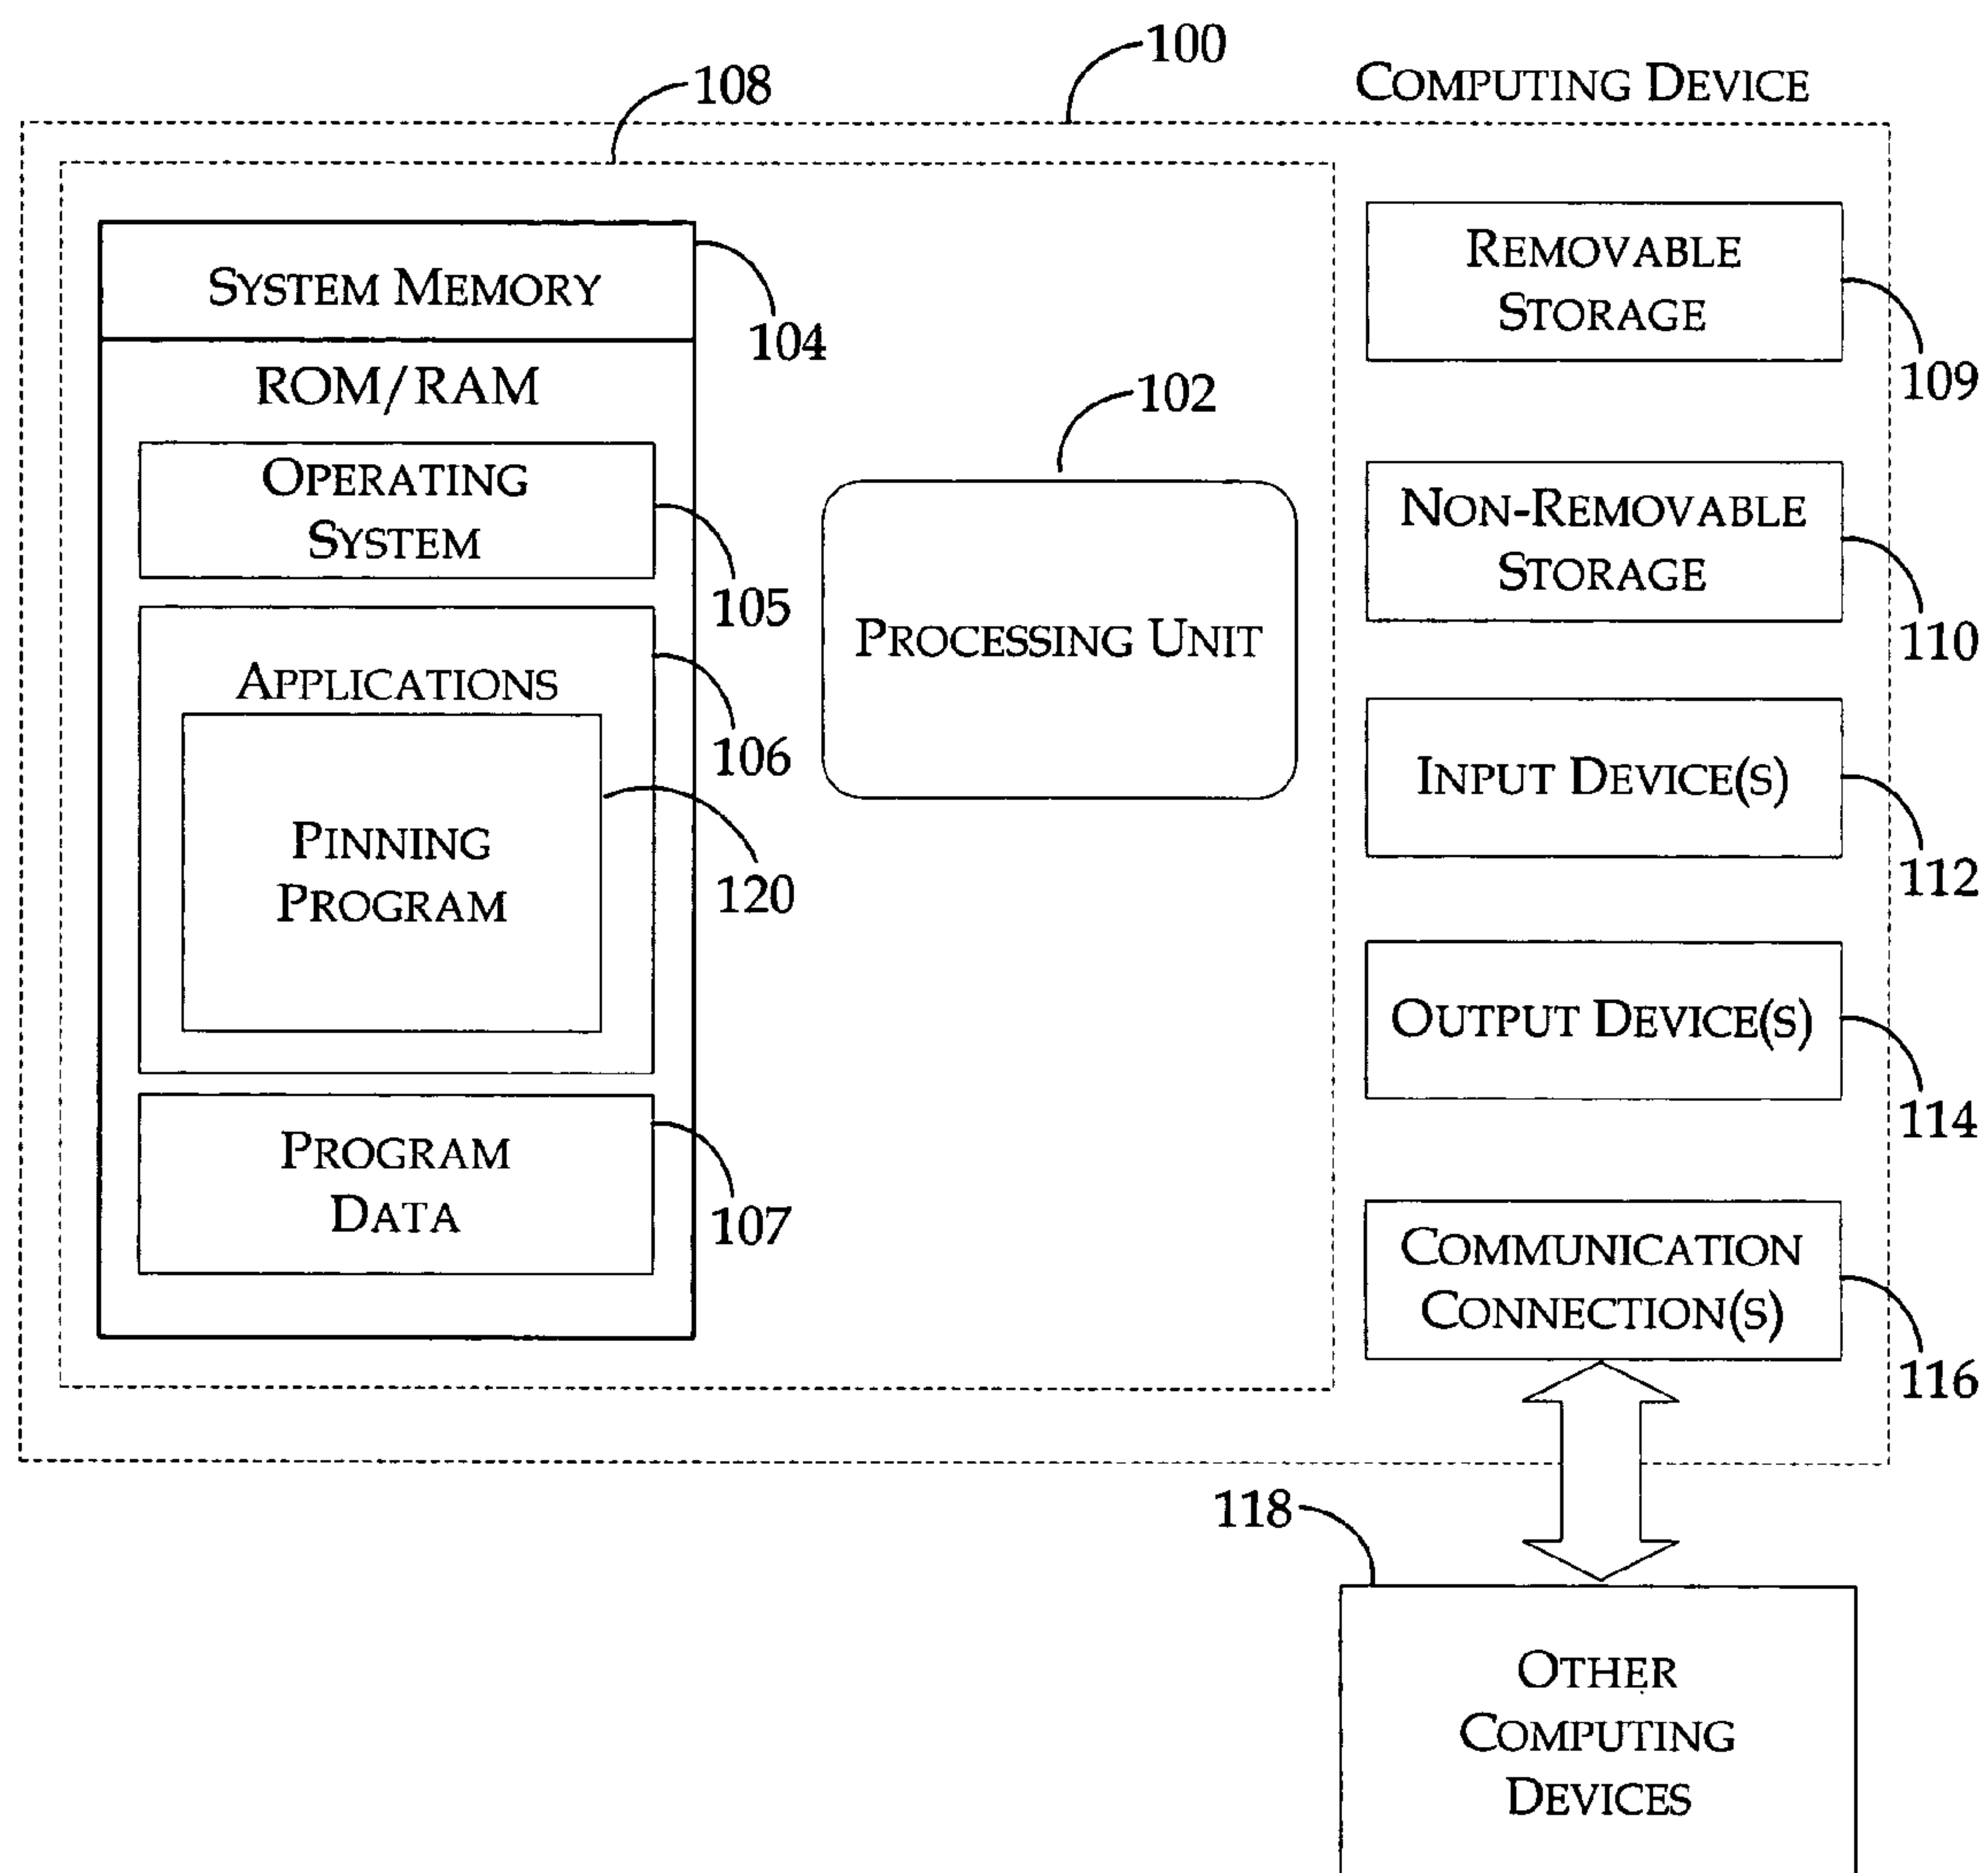 100
COMPUTING DEVICE
108
SYSTEM MEMORY
104
ROM/RAM
OPERATING
SYSTEM
105
APPLICATIONS
106
PINNING
PROGRAM
120
PROGRAM
DATA
107
102
PROCESSING UNIT
REMOVABLE
STORAGE
109
NON-REMOVABLE
STORAGE
110
INPUT DEVICE(S)
112
OUTPUT DEVICE(S)
114
COMMUNICATION
CONNECTION(S)
116
118
OTHER
COMPUTING
DEVICES